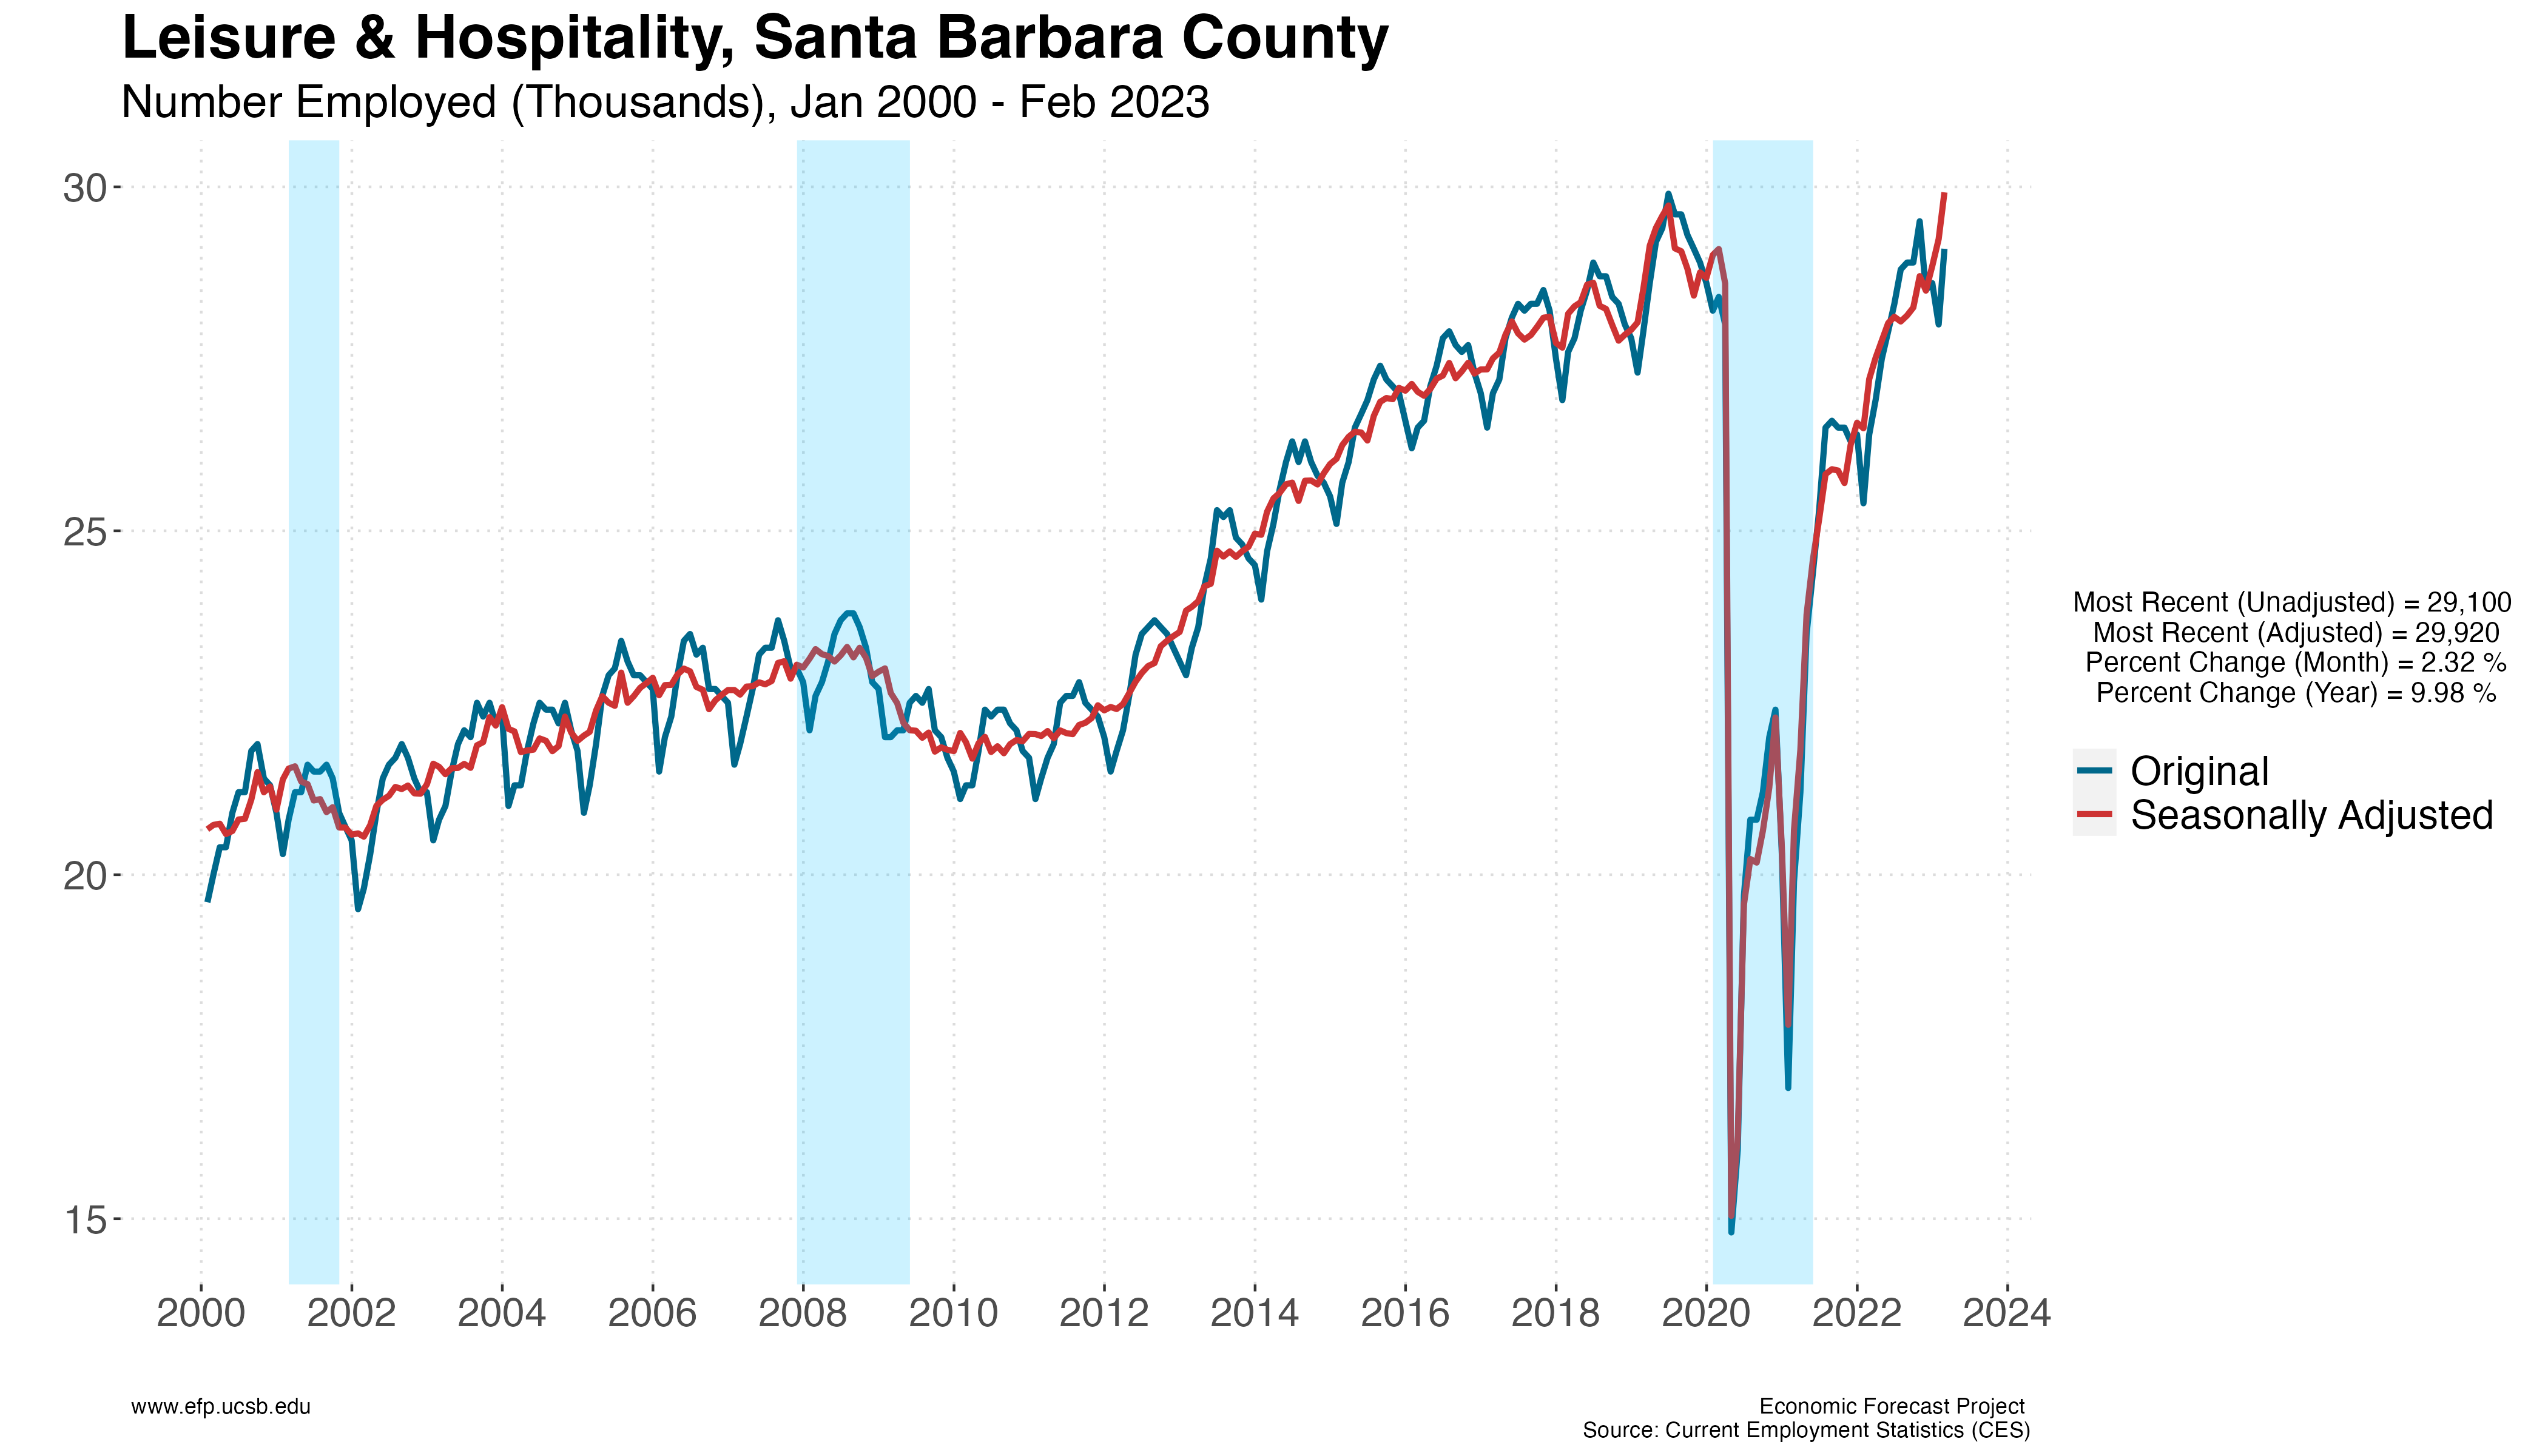 Leisure & Hospitality, Santa Barbara County
Number Employed (Thousands), Jan 2000 - Feb 2023
30
25
20
15
2000 2002 2004 2006 2008 2010 2012 2014 2016 2018 2020 2022 2024
Most Recent (Unadjusted) = 29,100
Most Recent (Adjusted) = 29,920
Percent Change (Month) = 2.32 %
Percent Change (Year) = 9.98 %
Original
Seasonally Adjusted
www.efp.ucsb.edu
Economic Forecast Project
Source: Current Employment Statistics (CES)